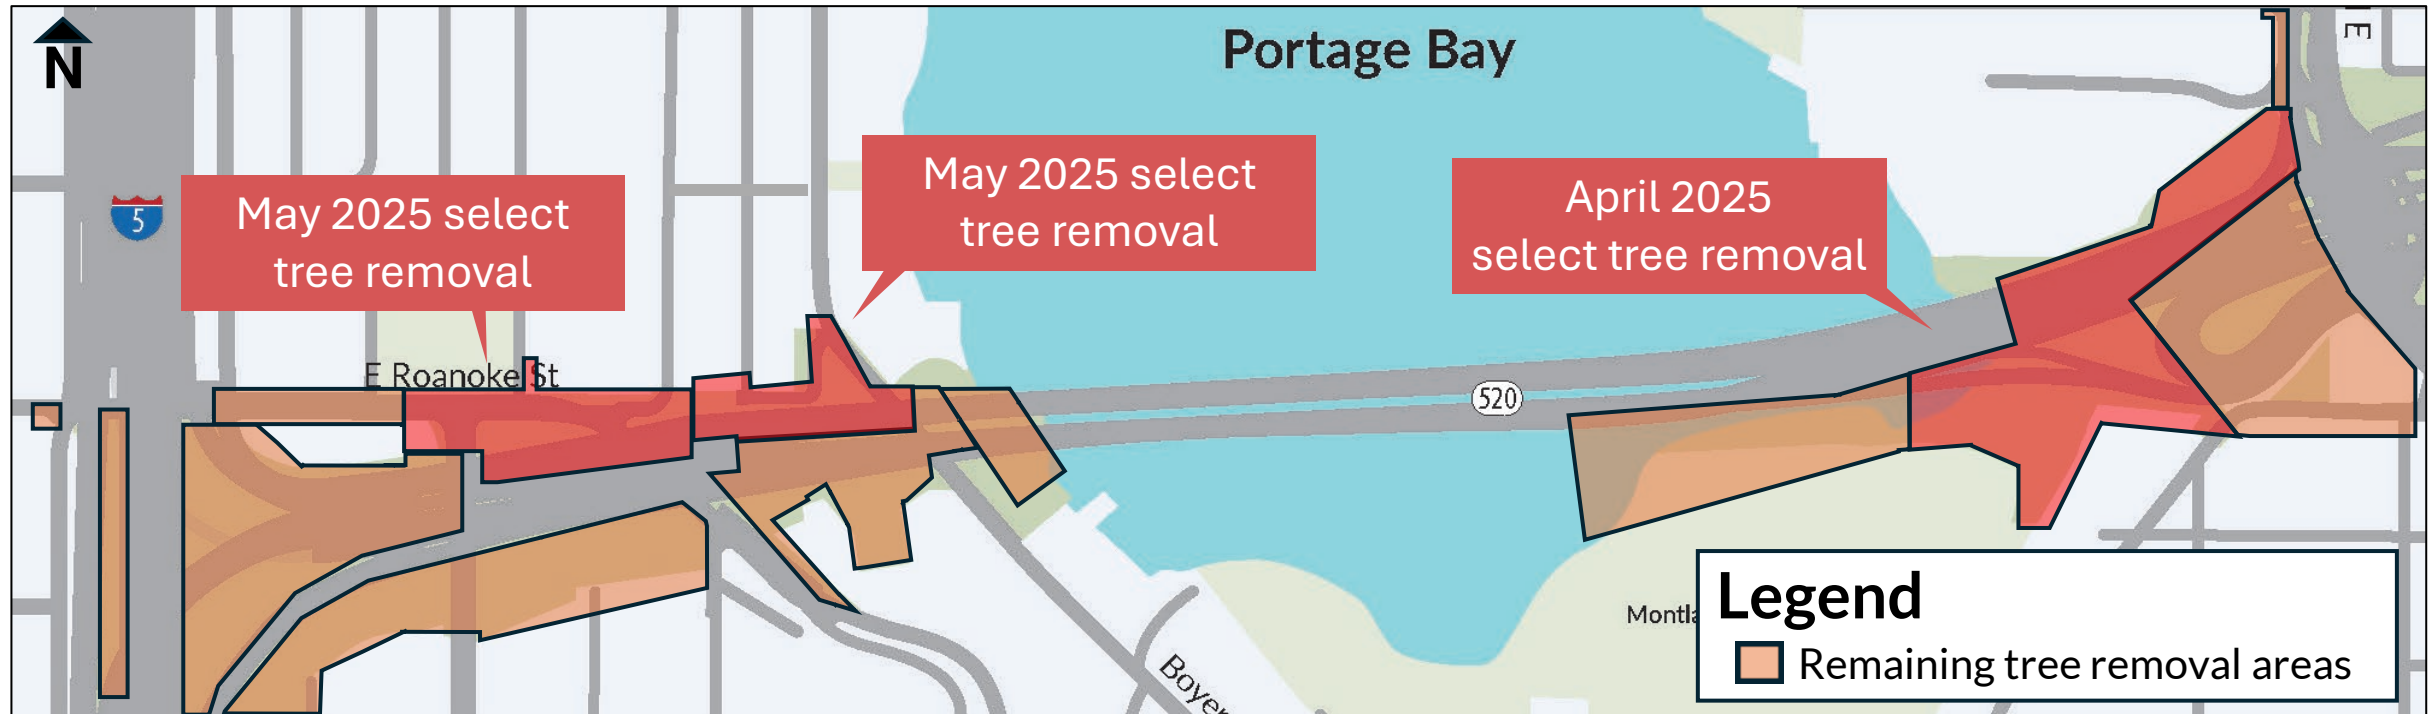 Portage Bay
N
5
May 2025 select
tree removal
May 2025 select
tree removal
April 2025
select tree removal
E Roanoke St
520
Legend
Remaining tree removal areas